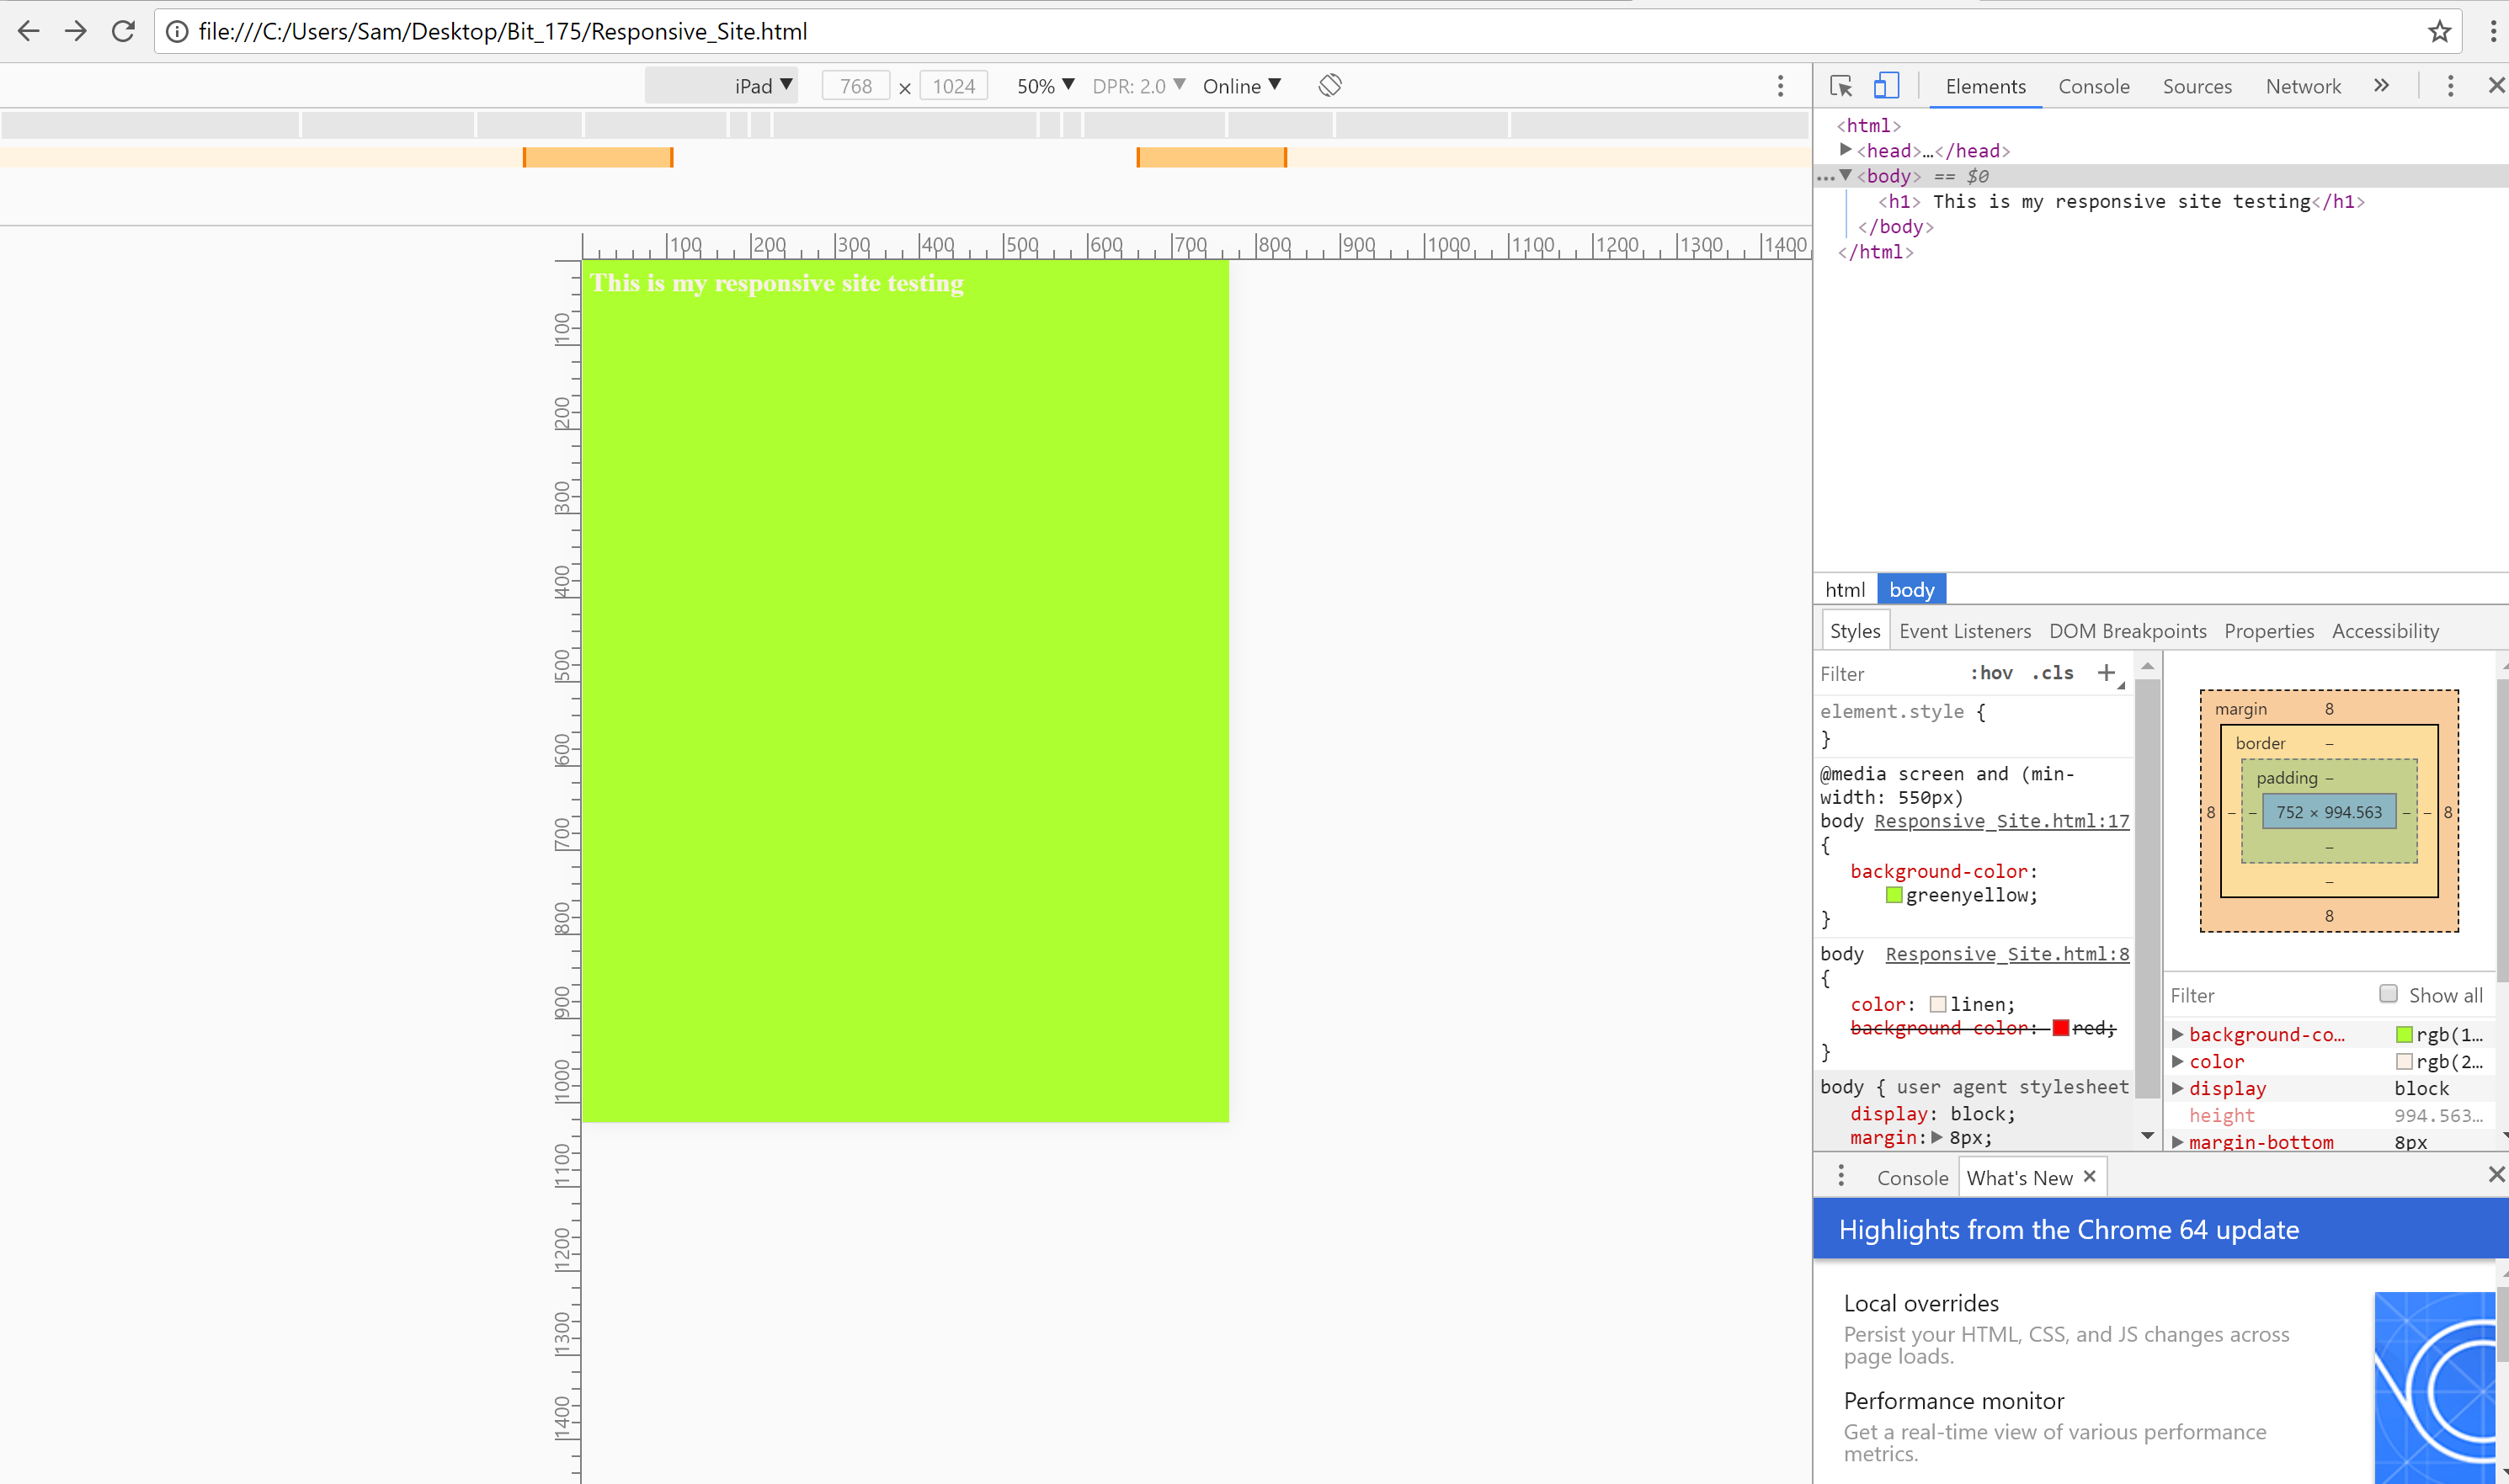 file:///C:/Users/Sam/Desktop/Bit_175/Responsive_Site.html
iPad ▼ 768 × 1024 50% ▼ DPR: 2.0 ▼ Online ▼
Elements Console Sources Network »
<html>
▶<head>…</head>
…▼<body> == $0
<h1> This is my responsive site testing</h1>
</body>
</html>
100 200 300 400 500 600 700 800 900 1000 1100 1200 1300 1400
This is my responsive site testing
100
200
300
400
500
600
700
800
900
1000
1100
1200
1300
1400
html body
Styles Event Listeners DOM Breakpoints Properties Accessibility
Filter :hov .cls +
element.style {
}
@media screen and (min-
width: 550px)
body Responsive_Site.html:17
{
background-color:
greenyellow;
}
body Responsive_Site.html:8
{
color: linen;
background-color: red;
}
body { user agent stylesheet
display: block;
margin:▶ 8px;
margin 8
border –
padding –
8 – – 752 × 994.563 – – 8
–
–
8
Filter Show all
▶ background-co… rgb(1…
▶ color rgb(2…
▶ display block
height 994.563…
▶ margin-bottom 8px
Console What's New ×
Highlights from the Chrome 64 update
Local overrides
Persist your HTML, CSS, and JS changes across
page loads.
Performance monitor
Get a real-time view of various performance
metrics.